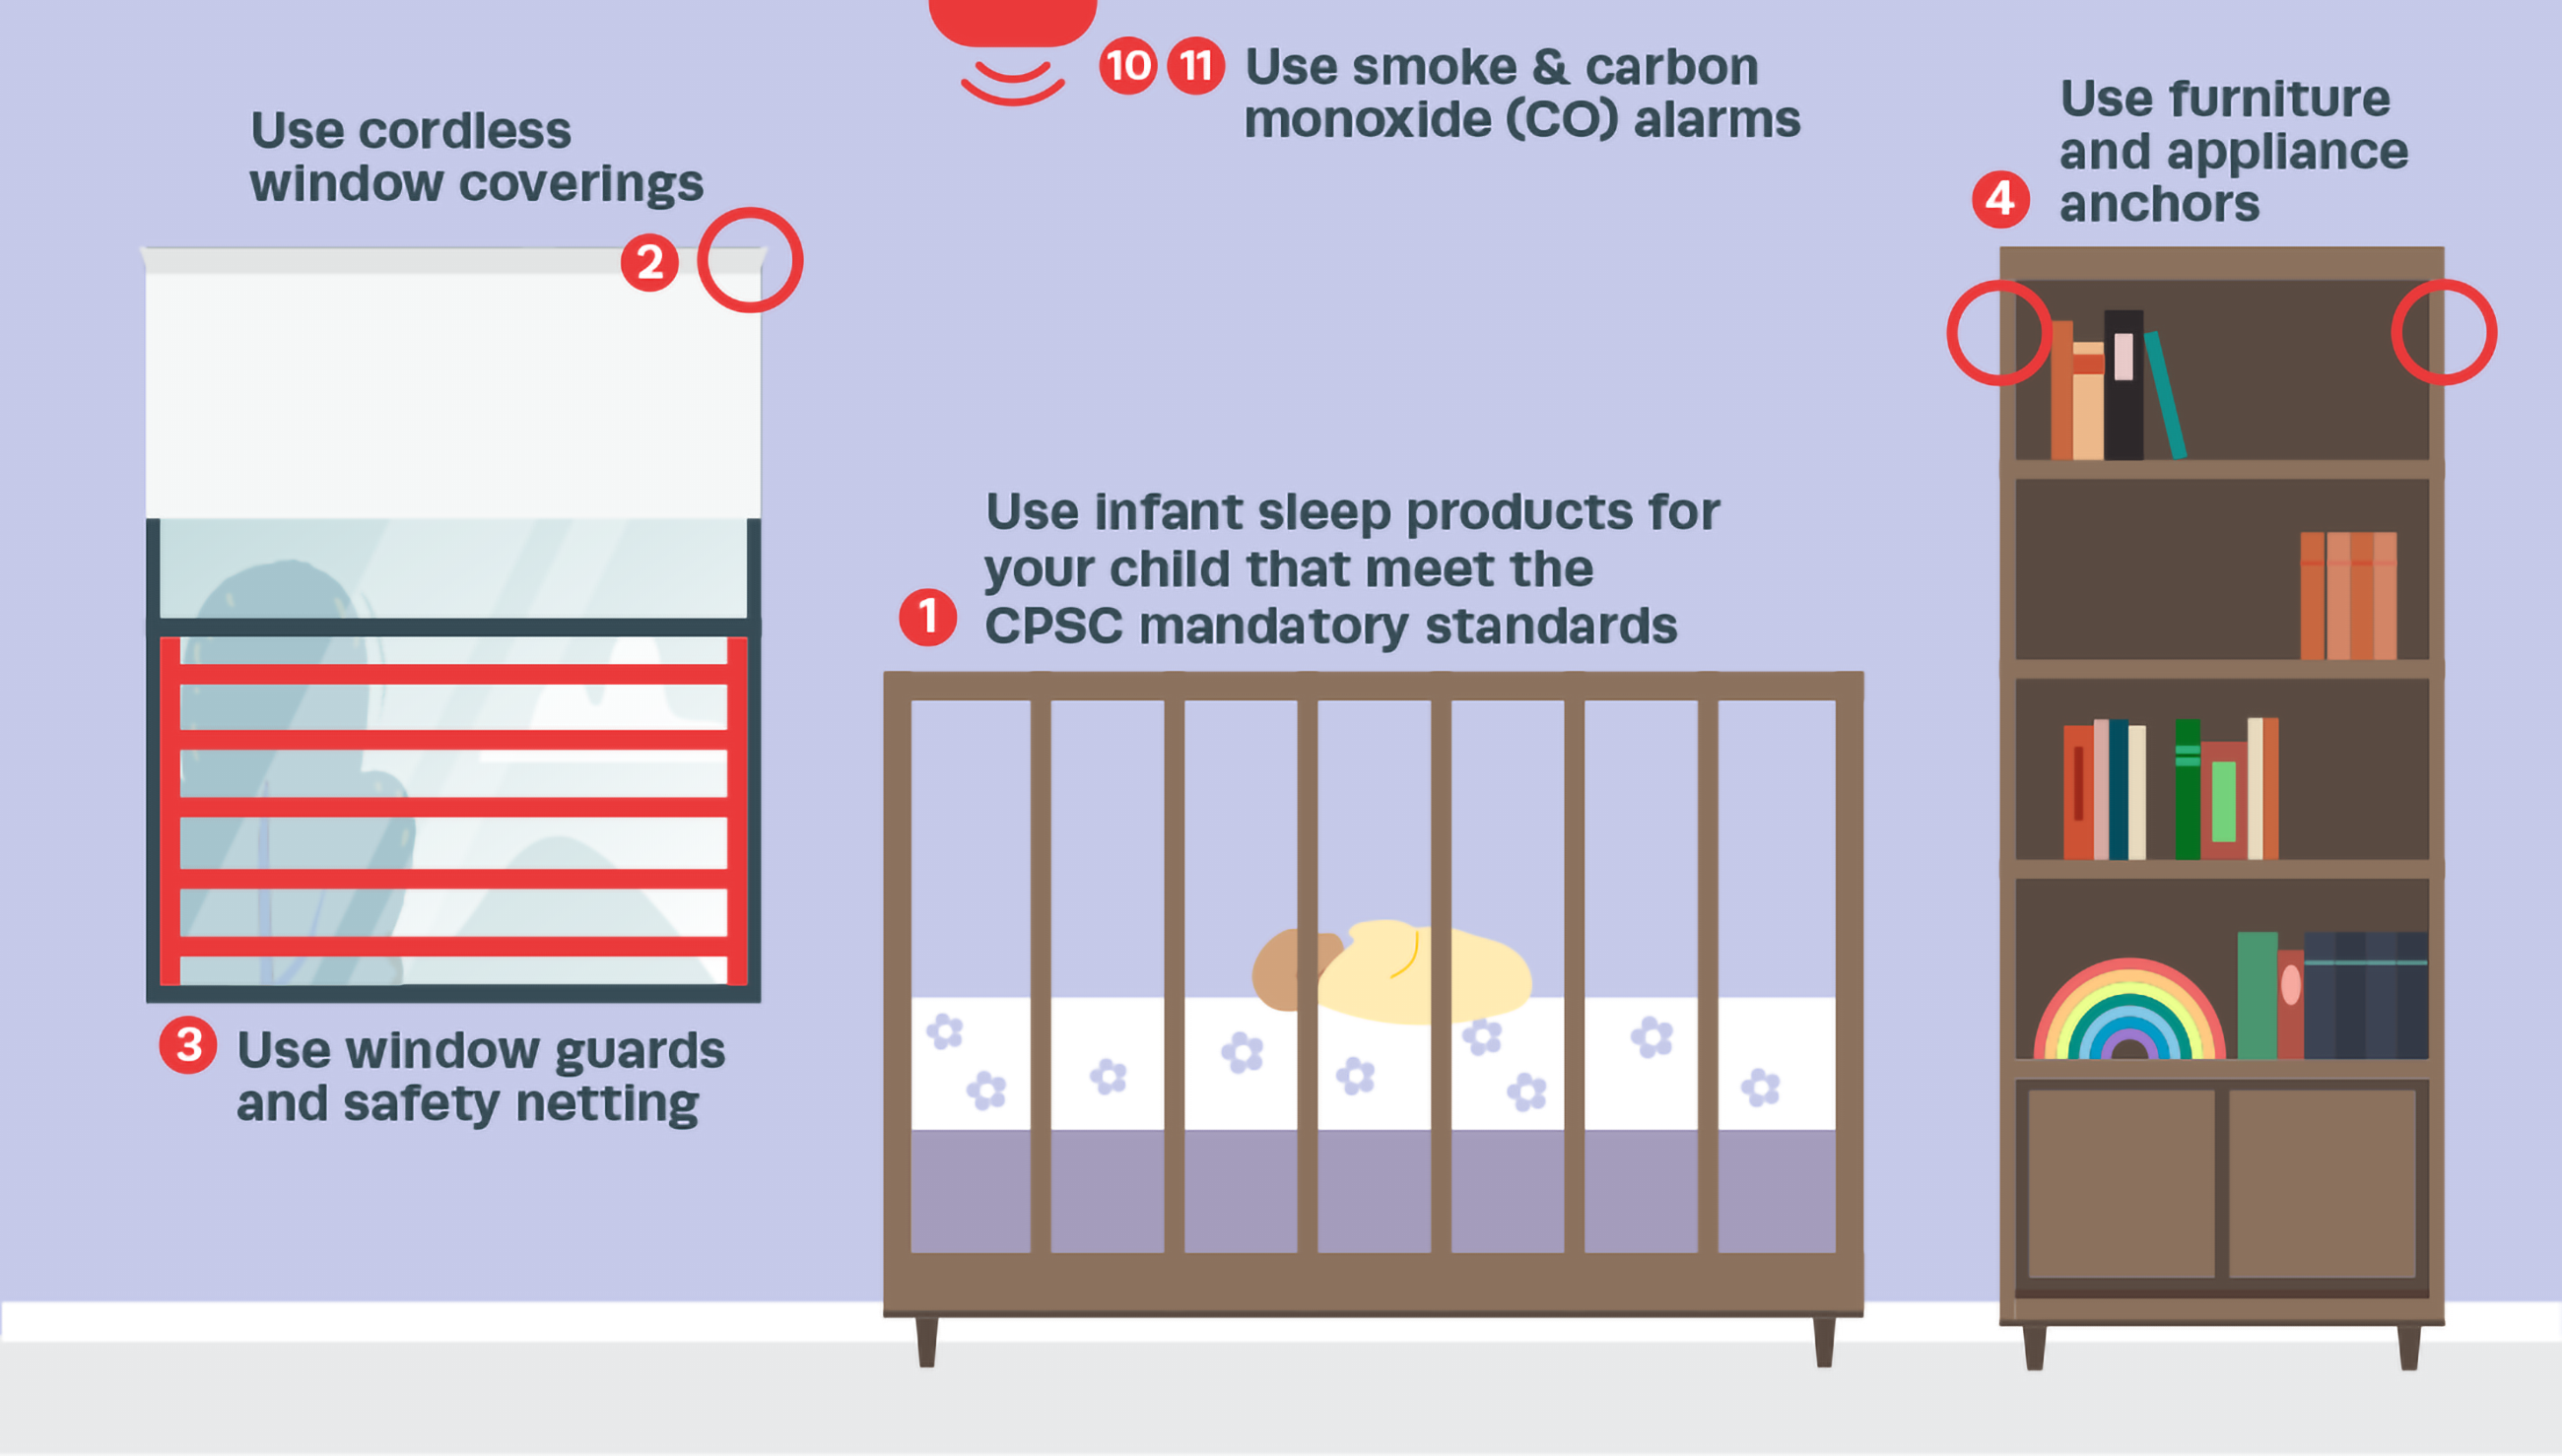 10 11 Use smoke & carbon
monoxide (CO) alarms
Use cordless
window coverings
2
Use furniture
and appliance
4 anchors
Use infant sleep products for
your child that meet the
1 CPSC mandatory standards
3 Use window guards
and safety netting